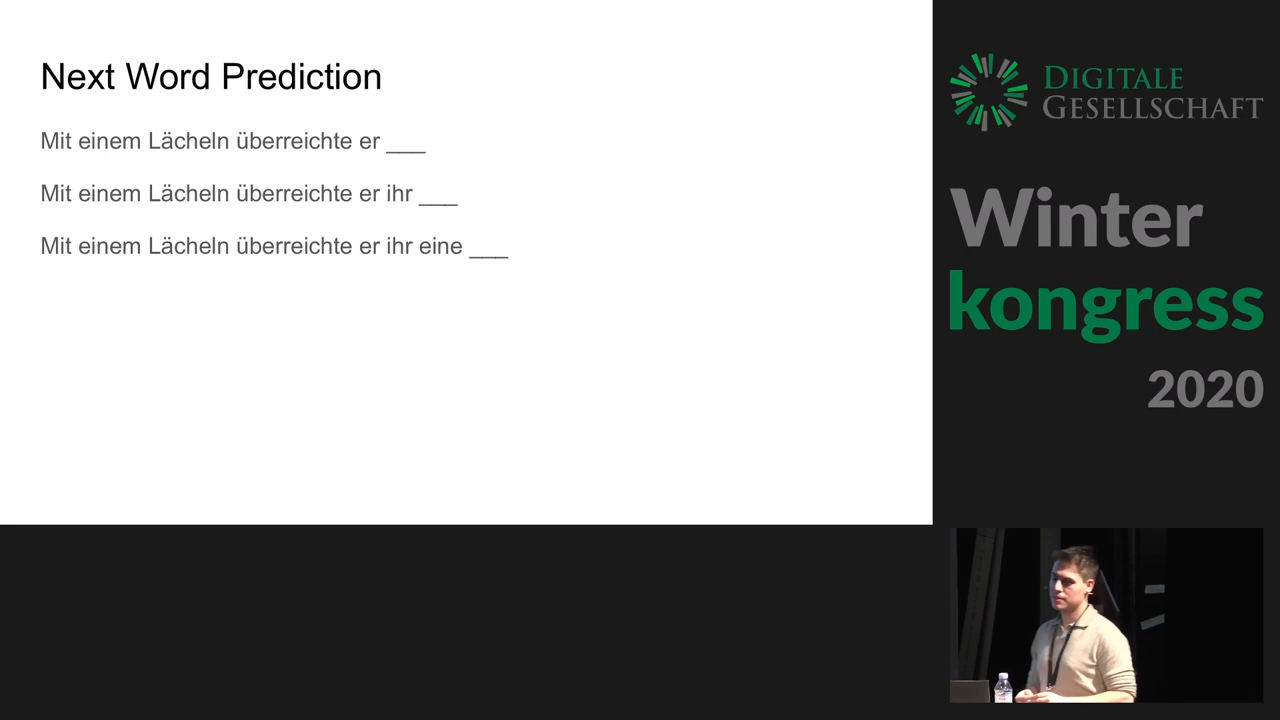 Next Word Prediction
Mit einem Lächeln überreichte er ___
Mit einem Lächeln überreichte er ihr ___
Mit einem Lächeln überreichte er ihr eine ___
DIGITALE
GESELLSCHAFT
Winter
kongress
2020